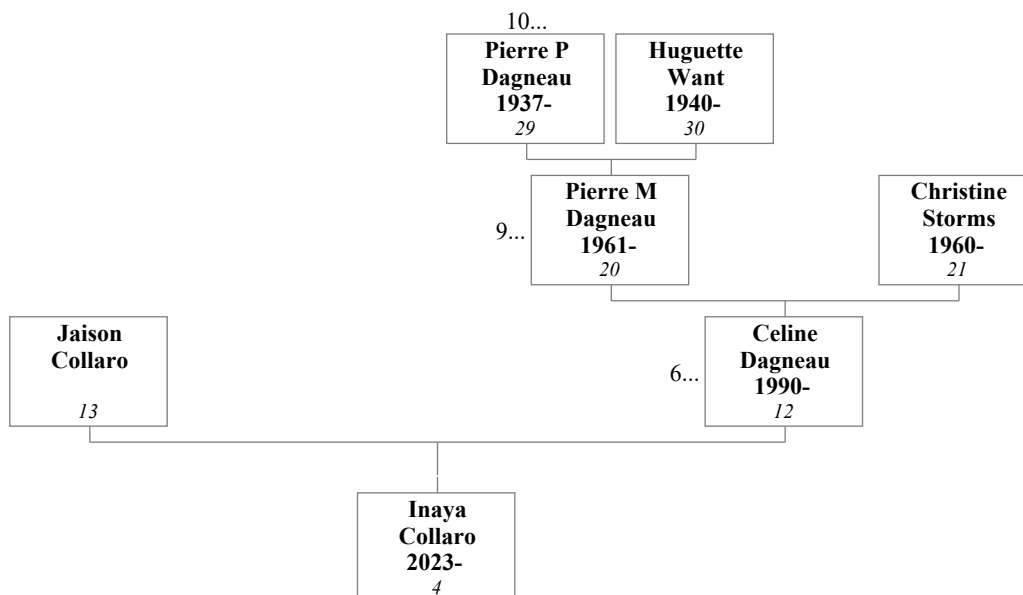 10...
Pierre P
Dagneau
1937-
29
Huguette
Want
1940-
30
9...
Pierre M
Dagneau
1961-
20
Christine
Storms
1960-
21
Jaison
Collaro
13
6...
Celine
Dagneau
1990-
12
Inaya
Collaro
2023-
4